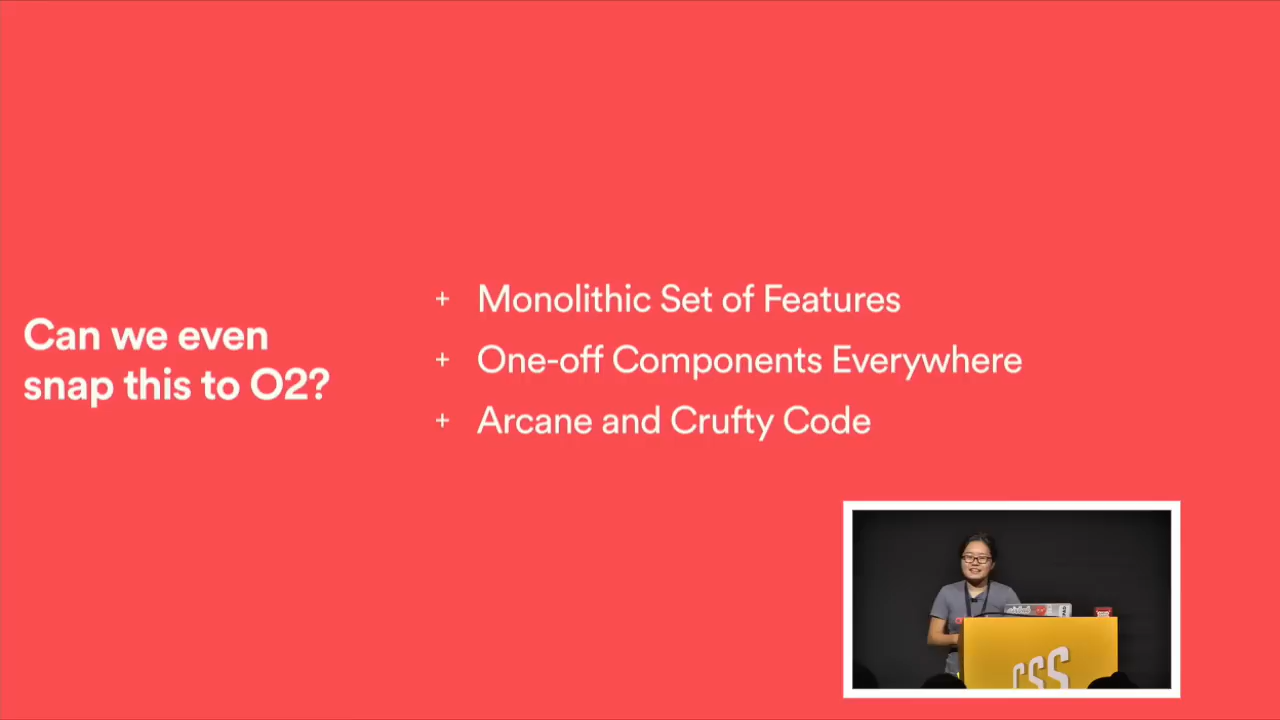 Can we even
snap this to O2?
+ Monolithic Set of Features
+ One-off Components Everywhere
+ Arcane and Crufty Code
CSS